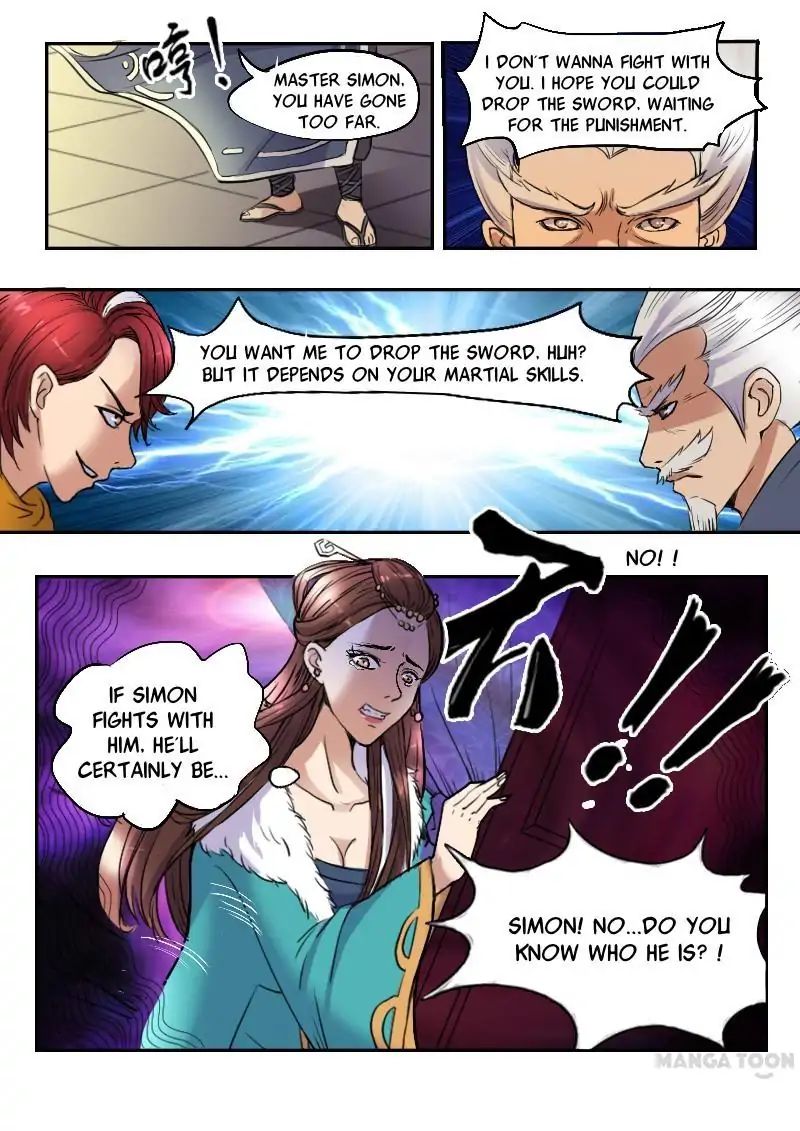 哼!
MASTER SIMON,
YOU HAVE GONE
TOO FAR.
I DON'T WANNA FIGHT WITH
YOU. I HOPE YOU COULD
DROP THE SWORD, WAITING
FOR THE PUNISHMENT.
YOU WANT ME TO DROP THE SWORD, HUH?
BUT IT DEPENDS ON YOUR MARTIAL SKILLS.
NO! !
不!!
IF SIMON
FIGHTS WITH
HIM, HE'LL
CERTAINLY BE...
SIMON! NO...DO YOU
KNOW WHO HE IS? !
MANGA TOON